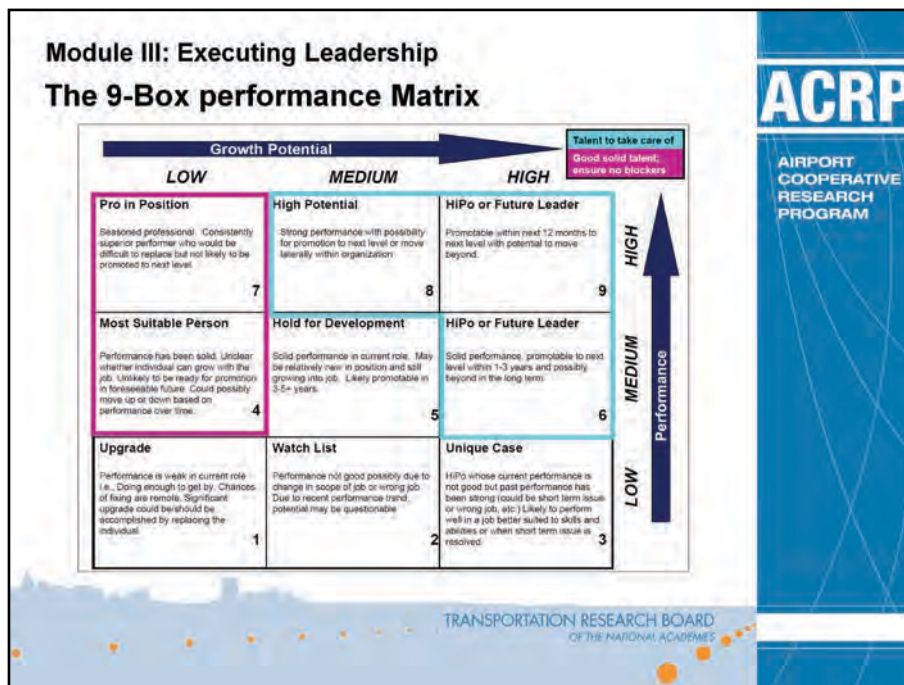 Module III: Executing Leadership
The 9-Box performance Matrix
Growth Potential
Talent to take care of
Good solid talent;
ensure no blockers
LOW
MEDIUM
HIGH
Pro in Position
Seasoned professional. Consistently
superior performer who would be
difficult to replace but not likely to be
promoted to next level.
7
High Potential
Strong performance with possibility
for promotion to next level or move
laterally within organization
8
HiPo or Future Leader
Promotable within next 12 months to
next level with potential to move
beyond.
9
HIGH
Most Suitable Person
Performance has been solid. Unclear
whether individual can grow with the
job. Unlikely to be ready for promotion
in foreseeable future. Could possibly
move up or down based on
performance over time.
4
Hold for Development
Solid performance in current role. May
be relatively new in position and still
growing into job. Likely promotable in
3-5+ years.
5
HiPo or Future Leader
Solid performance, promotable to next
level within 1-3 years and possibly
beyond in the long term.
6
MEDIUM
Performance
Upgrade
Performance is weak in current role
i.e., Doing enough to get by. Chances
of fixing are remote. Significant
upgrade could be/should be
accomplished by replacing the
individual.
1
Watch List
Performance not good possibly due to
change in scope of job or wrong job.
Due to recent performance trend,
potential may be questionable
2
Unique Case
HiPo whose current performance is
not good but past performance has
been strong (could be short term issue
or wrong job, etc.) Likely to perform
well in a job better suited to skills and
abilities or when short term issue is
resolved.
3
LOW
ACRP
AIRPORT
COOPERATIVE
RESEARCH
PROGRAM
TRANSPORTATION RESEARCH BOARD
OF THE NATIONAL ACADEMIES